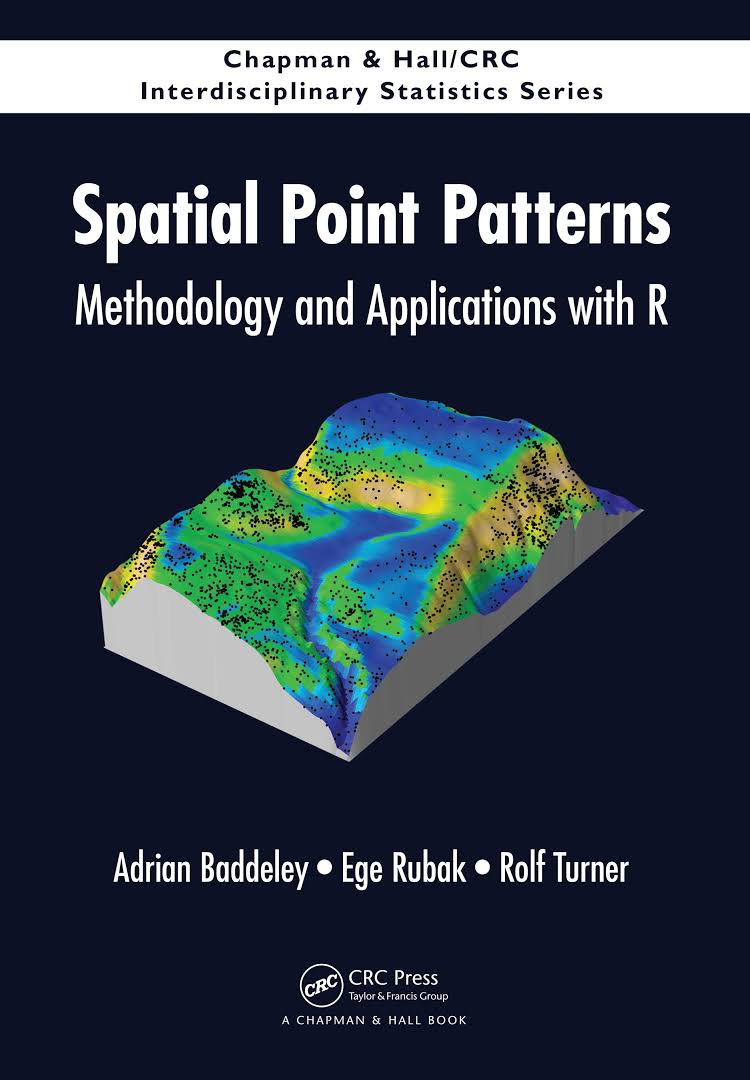 Chapman & Hall/CRC
Interdisciplinary Statistics Series
Spatial Point Patterns
Methodology and Applications with R
Adrian Baddeley • Ege Rubak • Rolf Turner
CRC
CRC Press
Taylor & Francis Group
A CHAPMAN & HALL BOOK